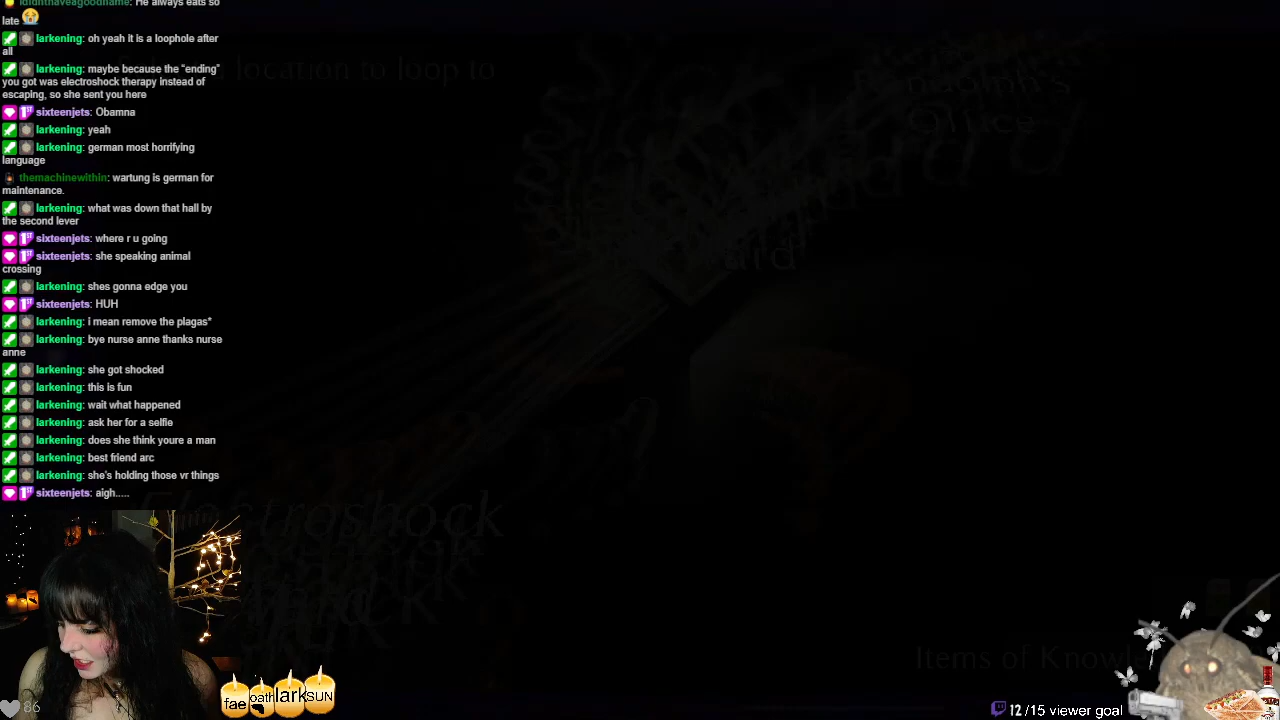 ididnthaveagoodname: He always eats so
late
location to loop to
larkening: oh yeah it is a loophole after
all
larkening: maybe because the "ending"
you got was electroshock therapy instead of
escaping, so she sent you here
Office
sixteenjets: Obamna
larkening: yeah
larkening: german most horrifying
language
themachinewithin: wartung is german for
maintenance.
larkening: what was down that hall by
the second lever
sixteenjets: where r u going
sixteenjets: she speaking animal
crossing
larkening: shes gonna edge you
sixteenjets: HUH
larkening: i mean remove the plagas*
larkening: bye nurse anne thanks nurse
anne
larkening: she got shocked
larkening: this is fun
larkening: wait what happened
larkening: ask her for a selfie
larkening: does she think youre a man
larkening: best friend arc
larkening: she's holding those vr things
sixteenjets: aigh.....
Electroshock
Items of Knowle
fae
oath
lark
SUN
86
12 /15 viewer goal